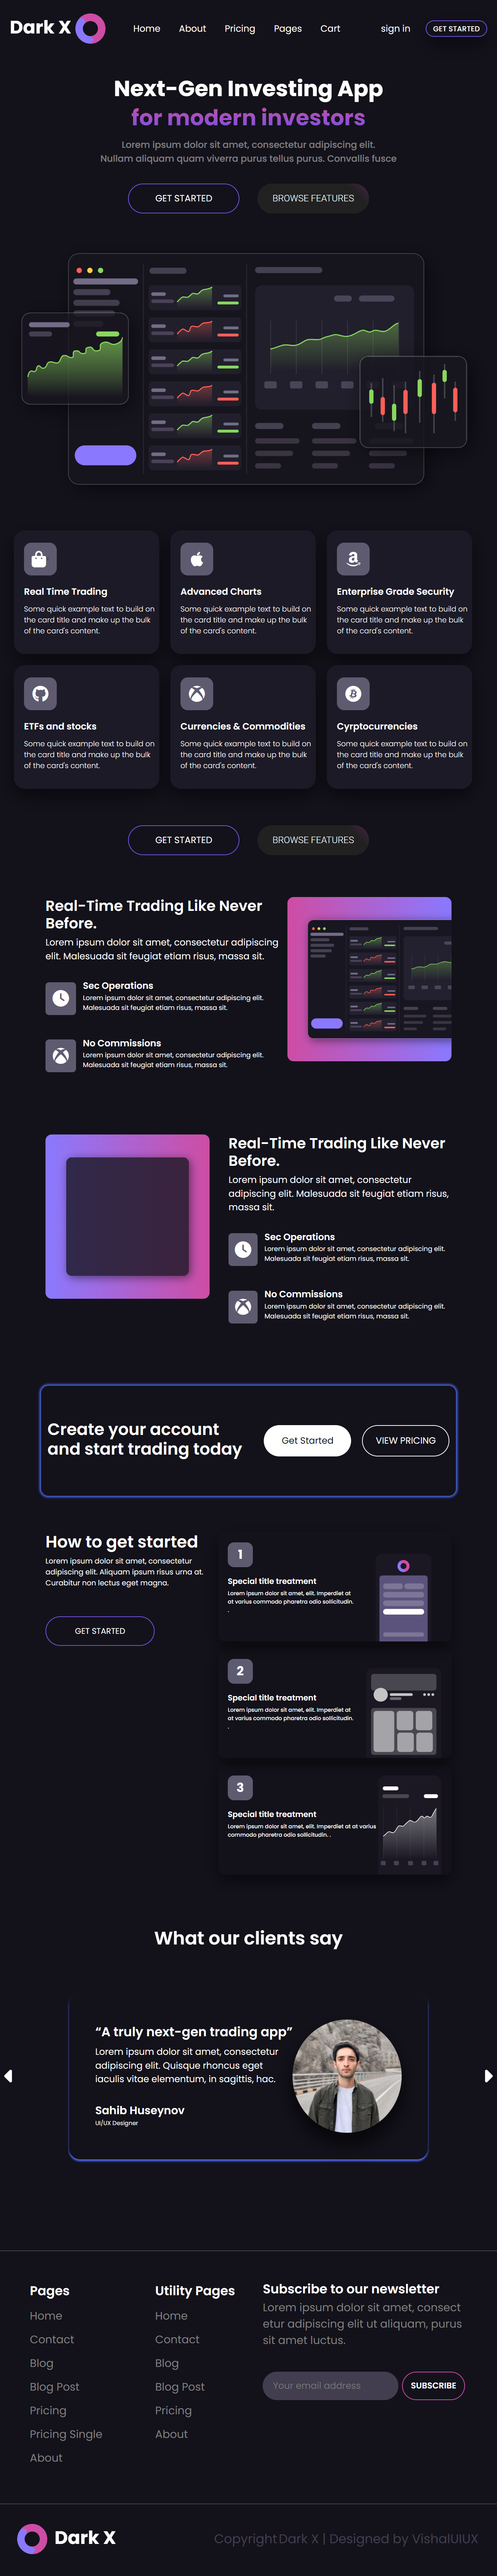 Dark X
Home About Pricing Pages Cart sign in GET STARTED
Next-Gen Investing App
for modern investors
Lorem ipsum dolor sit amet, consectetur adipiscing elit.
Nullam aliquam quam viverra purus tellus purus. Convallis fusce
GET STARTED BROWSE FEATURES
Real Time Trading
Some quick example text to build on
the card title and make up the bulk
of the card's content.
Advanced Charts
Some quick example text to build on
the card title and make up the bulk
of the card's content.
Enterprise Grade Security
Some quick example text to build on
the card title and make up the bulk
of the card's content.
ETFs and stocks
Some quick example text to build on
the card title and make up the bulk
of the card's content.
Currencies & Commodities
Some quick example text to build on
the card title and make up the bulk
of the card's content.
Cyrptocurrencies
Some quick example text to build on
the card title and make up the bulk
of the card's content.
GET STARTED BROWSE FEATURES
Real-Time Trading Like Never
Before.
Lorem ipsum dolor sit amet, consectetur adipiscing
elit. Malesuada sit feugiat etiam risus, massa sit.
Sec Operations
Lorem ipsum dolor sit amet, consectetur adipiscing elit.
Malesuada sit feugiat etiam risus, massa sit.
No Commissions
Lorem ipsum dolor sit amet, consectetur adipiscing elit.
Malesuada sit feugiat etiam risus, massa sit.
Real-Time Trading Like Never
Before.
Lorem ipsum dolor sit amet, consectetur
adipiscing elit. Malesuada sit feugiat etiam risus,
massa sit.
Sec Operations
Lorem ipsum dolor sit amet, consectetur adipiscing elit.
Malesuada sit feugiat etiam risus, massa sit.
No Commissions
Lorem ipsum dolor sit amet, consectetur adipiscing elit.
Malesuada sit feugiat etiam risus, massa sit.
Create your account
and start trading today
Get Started VIEW PRICING
How to get started
Lorem ipsum dolor sit amet, consectetur
adipiscing elit. Aliquam ipsum risus urna at.
Curabitur non lectus eget magna.
GET STARTED
1
Special title treatment
Lorem ipsum dolor sit amet, elit. Imperdiet at
at varius commodo pharetra odio sollicitudin.
.
2
Special title treatment
Lorem ipsum dolor sit amet, elit. Imperdiet at
at varius commodo pharetra odio sollicitudin.
.
3
Special title treatment
Lorem ipsum dolor sit amet, elit. Imperdiet at at varius
commodo pharetra odio sollicitudin. .
What our clients say
“A truly next-gen trading app”
Lorem ipsum dolor sit amet, consectetur
adipiscing elit. Quisque rhoncus eget
iaculis vitae elementum, in sagittis, hac.
Sahib Huseynov
UI/UX Designer
Pages
Home
Contact
Blog
Blog Post
Pricing
Pricing Single
About
Utility Pages
Home
Contact
Blog
Blog Post
Pricing
About
Subscribe to our newsletter
Lorem ipsum dolor sit amet, consect
etur adipiscing elit ut aliquam, purus
sit amet luctus.
Your email address SUBSCRIBE
Dark X
Copyright Dark X | Designed by VishalUIUX